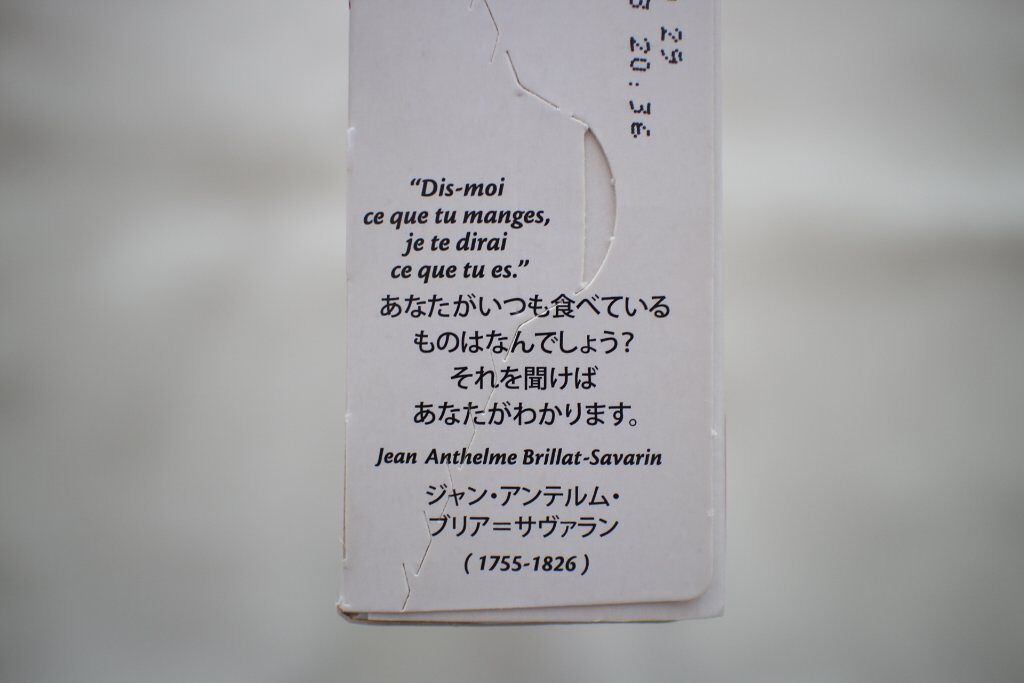 29
20:36
“Dis-moi
ce que tu manges,
je te dirai
ce que tu es.”
あなたがいつも食べている
ものはなんでしょう?
それを聞けば
あなたがわかります。
Jean Anthelme Brillat-Savarin
ジャン・アンテルム・
ブリア＝サヴァラン
( 1755-1826 )